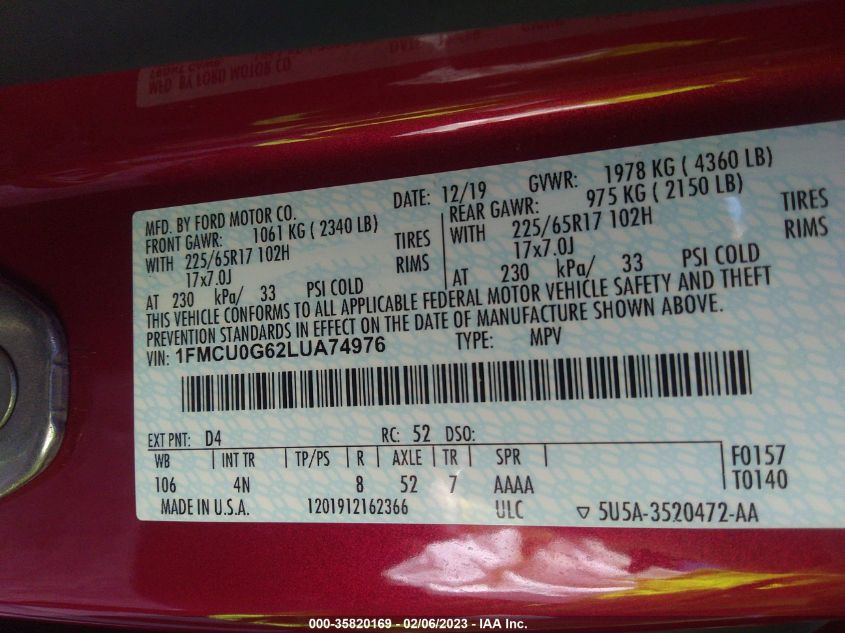 MFD. BY FORD MOTOR CO.
MFD. BY FORD MOTOR CO. DATE: 12/19 GVWR: 1978 KG ( 4360 LB)
FRONT GAWR: 1061 KG ( 2340 LB) REAR GAWR: 975 KG ( 2150 LB)
WITH 225/65R17 102H TIRES WITH 225/65R17 102H TIRES
17x7.0J RIMS 17x7.0J RIMS
AT 230 kPa/ 33 PSI COLD AT 230 kPa/ 33 PSI COLD
THIS VEHICLE CONFORMS TO ALL APPLICABLE FEDERAL MOTOR VEHICLE SAFETY AND THEFT
PREVENTION STANDARDS IN EFFECT ON THE DATE OF MANUFACTURE SHOWN ABOVE.
VIN: 1FMCU0G62LUA74976 TYPE: MPV
EXT PNT: D4 RC: 52 DSO:
WB INT TR TP/PS R AXLE TR SPR F0157
106 4N 8 52 7 AAAA T0140
MADE IN U.S.A. 1201912162366 ULC ▽ 5U5A-3520472-AA
000-35820169 - 02/06/2023 - IAA Inc.